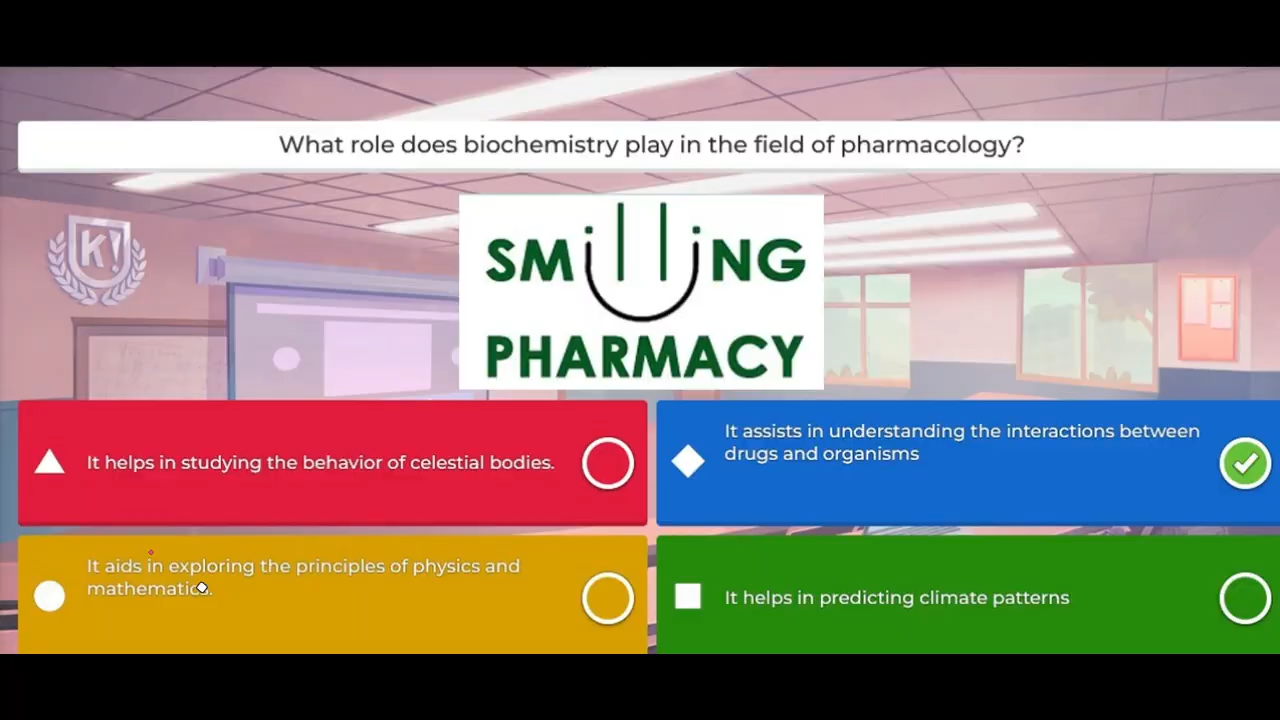 What role does biochemistry play in the field of pharmacology?
K!
SMiLLiNG
PHARMACY
It helps in studying the behavior of celestial bodies.
It assists in understanding the interactions between
drugs and organisms
It aids in exploring the principles of physics and
mathematics.
It helps in predicting climate patterns